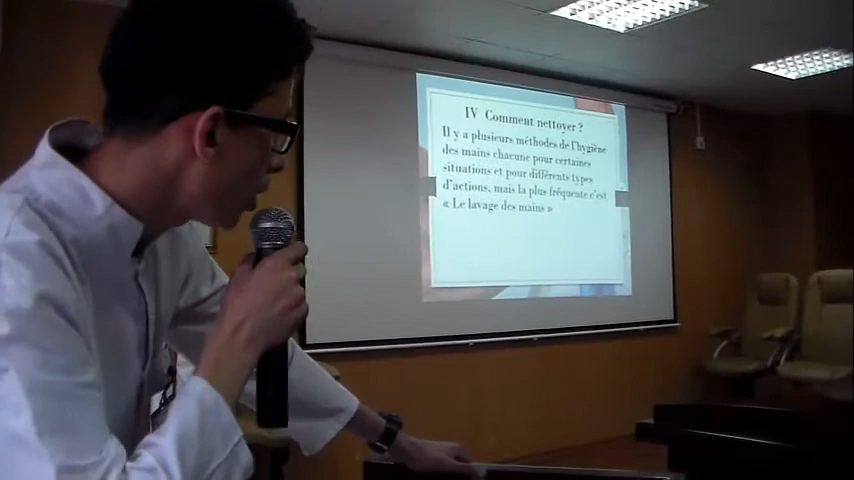 IV Comment nettoyer ?
Il y a plusieurs méthodes de l'hygiène
des mains chacune pour certaines
situations et pour différents types
d'actions, mais la plus fréquente c'est
« Le lavage des mains »